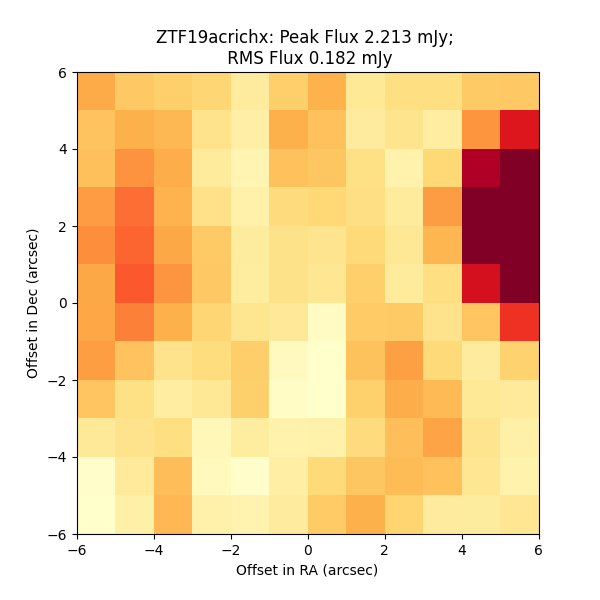 ZTF19acrichx: Peak Flux 2.213 mJy;
RMS Flux 0.182 mJy
6
4
2
0
−2
−4
−6
Offset in Dec (arcsec)
−6 −4 −2 0 2 4 6
Offset in RA (arcsec)